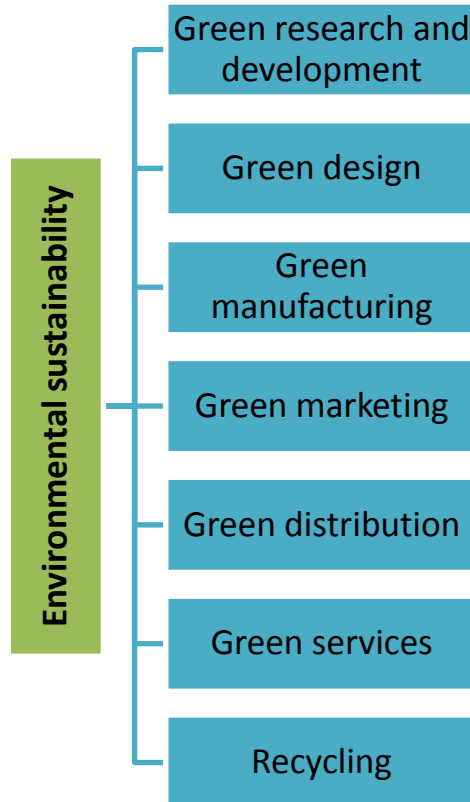 Environmental sustainability
Green research and
development
Green design
Green
manufacturing
Green marketing
Green distribution
Green services
Recycling